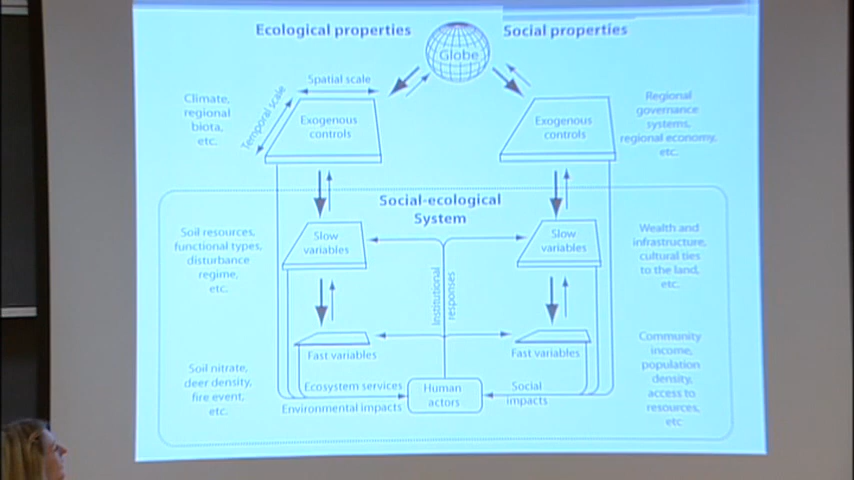 Ecological properties
Social properties
Globe
Spatial scale
Temporal scale
Climate,
regional
biota,
etc.
Exogenous
controls
Exogenous
controls
Regional
governance
systems,
regional economy,
etc.
Social-ecological
System
Soil resources,
functional types,
disturbance
regime,
etc.
Slow
variables
Slow
variables
Wealth and
infrastructure,
cultural ties
to the land,
etc.
Institutional
responses
Fast variables
Fast variables
Soil nitrate,
deer density,
fire event,
etc.
Ecosystem services
Environmental impacts
Human
actors
Social
impacts
Community
income,
population
density,
access to
resources,
etc